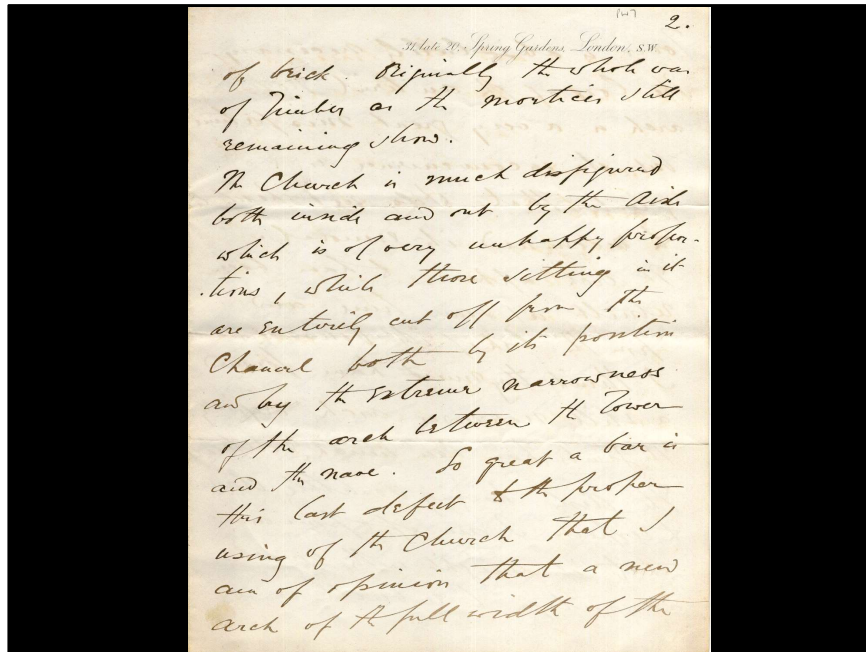 2.
31, late 20, Spring Gardens, London, S.W.
of brick. Originally the whole was
of Timber as the mortices still
remaining show.
The Church is much disfigured
both inside and out by the Aisle
which is of very unhappy propor-
-tions, while those sitting in it
are entirely cut off from the
Chancel both by its position
and by the extreme narrowness
of the arch between the Tower
and the nave. So great a bar is
this last defect to the proper
using of the Church that I
am of opinion that a new
arch of the full width of the